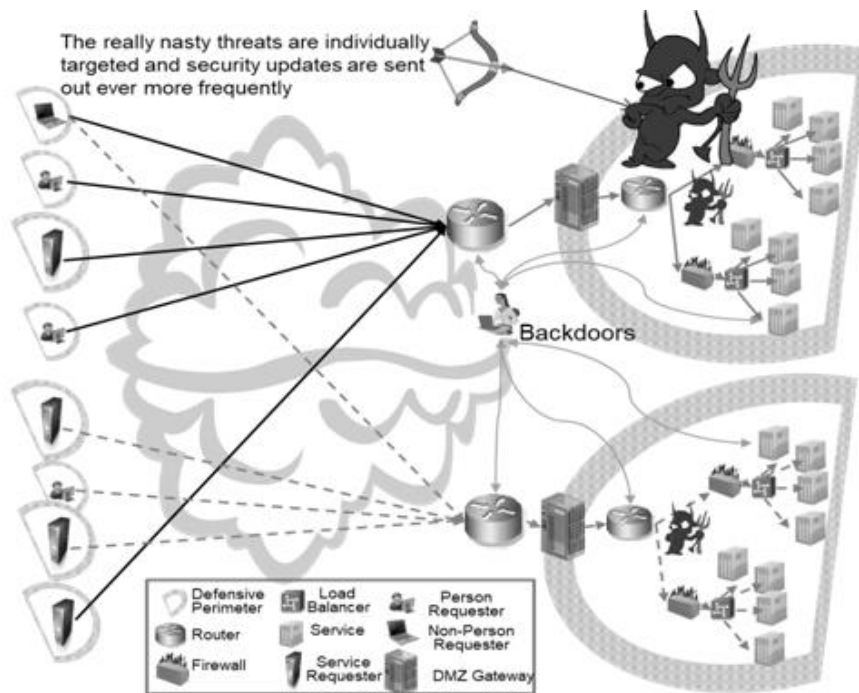 The really nasty threats are individually
targeted and security updates are sent
out ever more frequently
Backdoors
Defensive
Perimeter
Load
Balancer
Person
Requester
Router
Service
Non-Person
Requester
Firewall
Service
Requester
DMZ Gateway